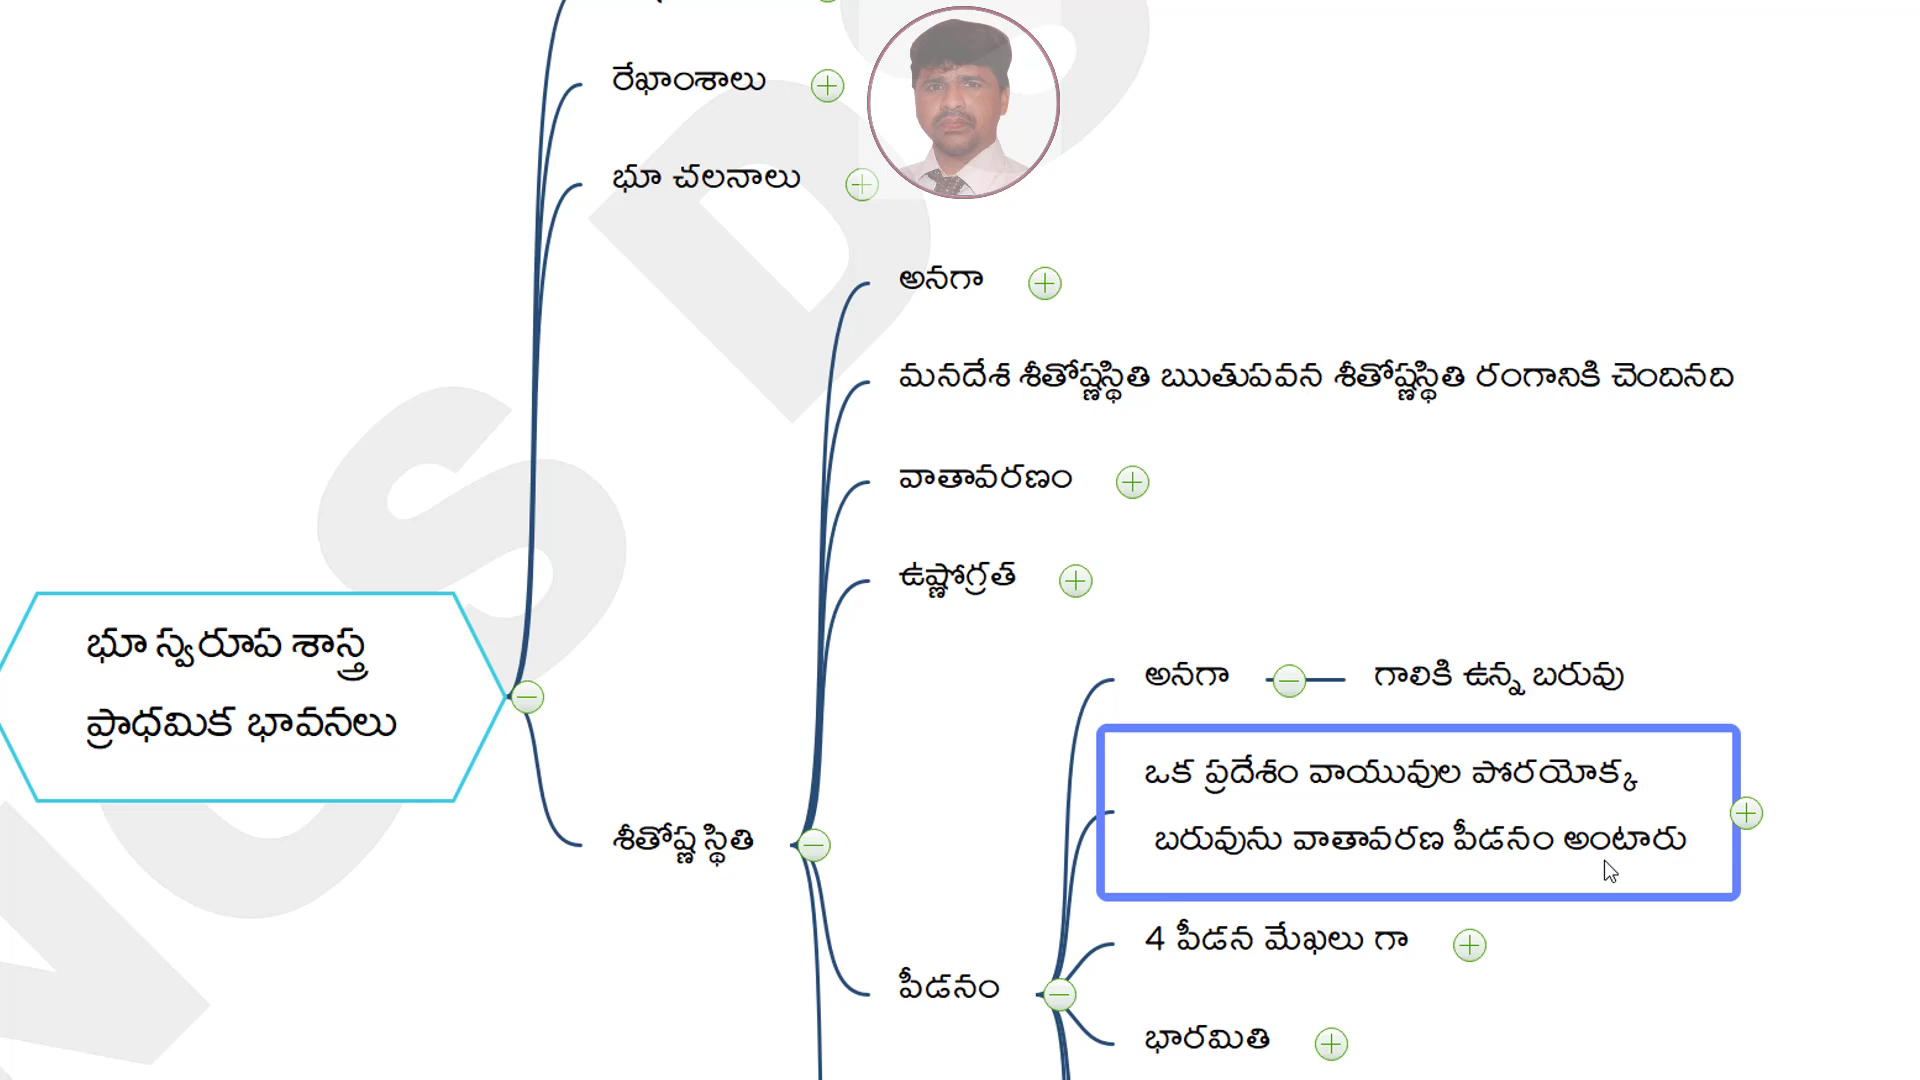 రేఖాంశాలు
భూ చలనాలు
అనగా
మనదేశ శీతోష్ణస్థితి ఋతుపవన శీతోష్ణస్థితి రంగానికి చెందినది
వాతావరణం
ఉష్ణోగ్రత్
భూ స్వరూప శాస్త్ర
ప్రాధమిక భావనలు
అనగా
గాలికి ఉన్న బరువు
ఒక ప్రదేశం వాయువుల పోరయొక్క
బరువును వాతావరణ పీడనం అంటారు
శీతోష్ణ స్థితి
4 పీడన మేఖలు గా
పీడనం
భారమితి